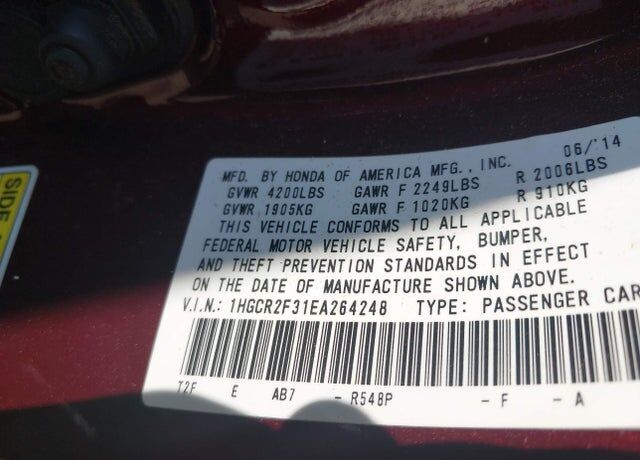 MFD. BY HONDA OF AMERICA MFG., INC. 06/'14
GVWR 4200LBS GAWR F 2249LBS R 2006LBS
GVWR 1905KG GAWR F 1020KG R 910KG
THIS VEHICLE CONFORMS TO ALL APPLICABLE
FEDERAL MOTOR VEHICLE SAFETY, BUMPER,
AND THEFT PREVENTION STANDARDS IN EFFECT
ON THE DATE OF MANUFACTURE SHOWN ABOVE.
V.I.N.: 1HGCR2F31EA264248 TYPE: PASSENGER CAR
T2F E AB7 - R548P - F - A
SIDE